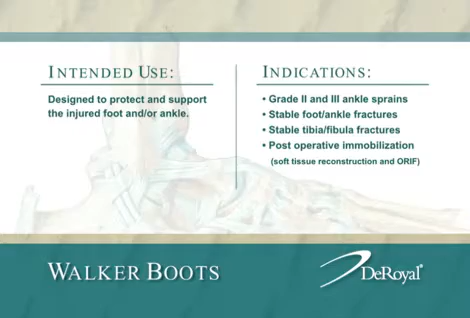 INTENDED USE:
Designed to protect and support
the injured foot and/or ankle.
INDICATIONS:
• Grade II and III ankle sprains
• Stable foot/ankle fractures
• Stable tibia/fibula fractures
• Post operative immobilization
(soft tissue reconstruction and ORIF)
WALKER BOOTS
DeRoyal®